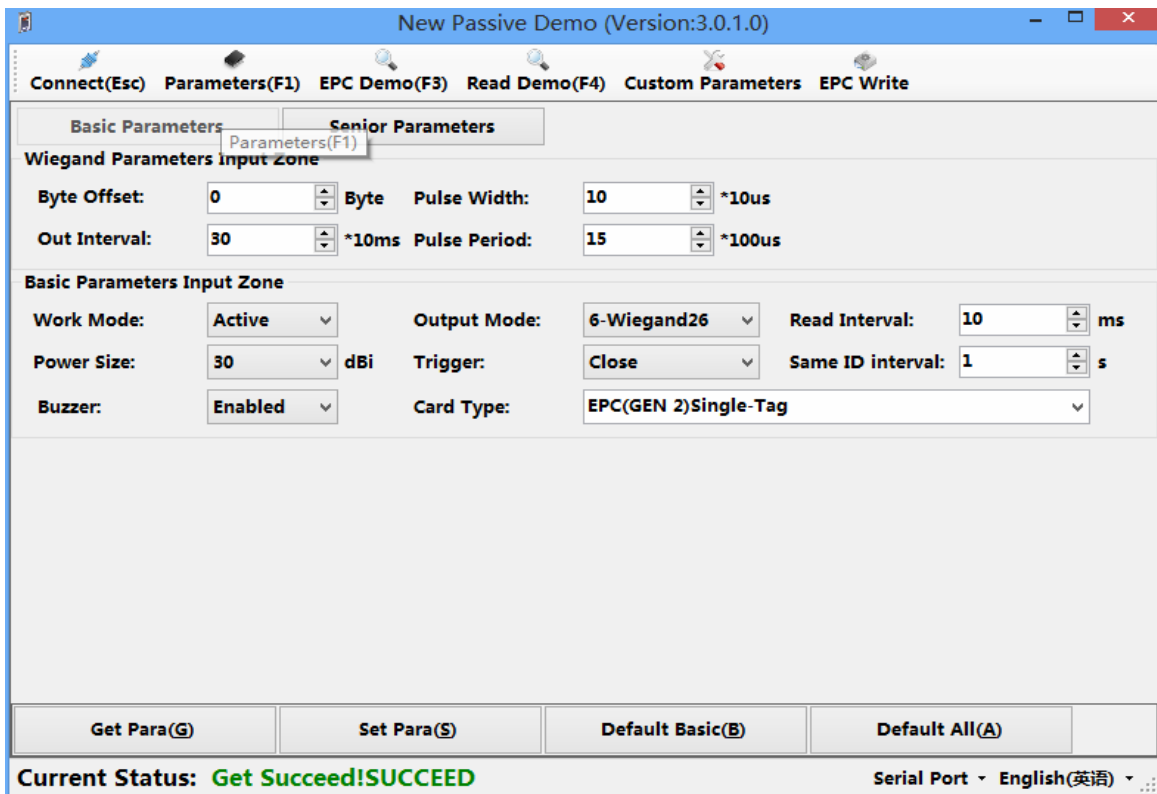 New Passive Demo (Version:3.0.1.0)
Connect(Esc) Parameters(F1) EPC Demo(F3) Read Demo(F4) Custom Parameters EPC Write
Basic Parameters Senior Parameters
Parameters(F1)
Wiegand Parameters Input Zone
Byte Offset: 0 Byte Pulse Width: 10 *10us
Out Interval: 30 *10ms Pulse Period: 15 *100us
Basic Parameters Input Zone
Work Mode: Active Output Mode: 6-Wiegand26 Read Interval: 10 ms
Power Size: 30 dBi Trigger: Close Same ID interval: 1 s
Buzzer: Enabled Card Type: EPC(GEN 2)Single-Tag
Get Para(G) Set Para(S) Default Basic(B) Default All(A)
Current Status: Get Succeed!SUCCEED Serial Port English(英语)